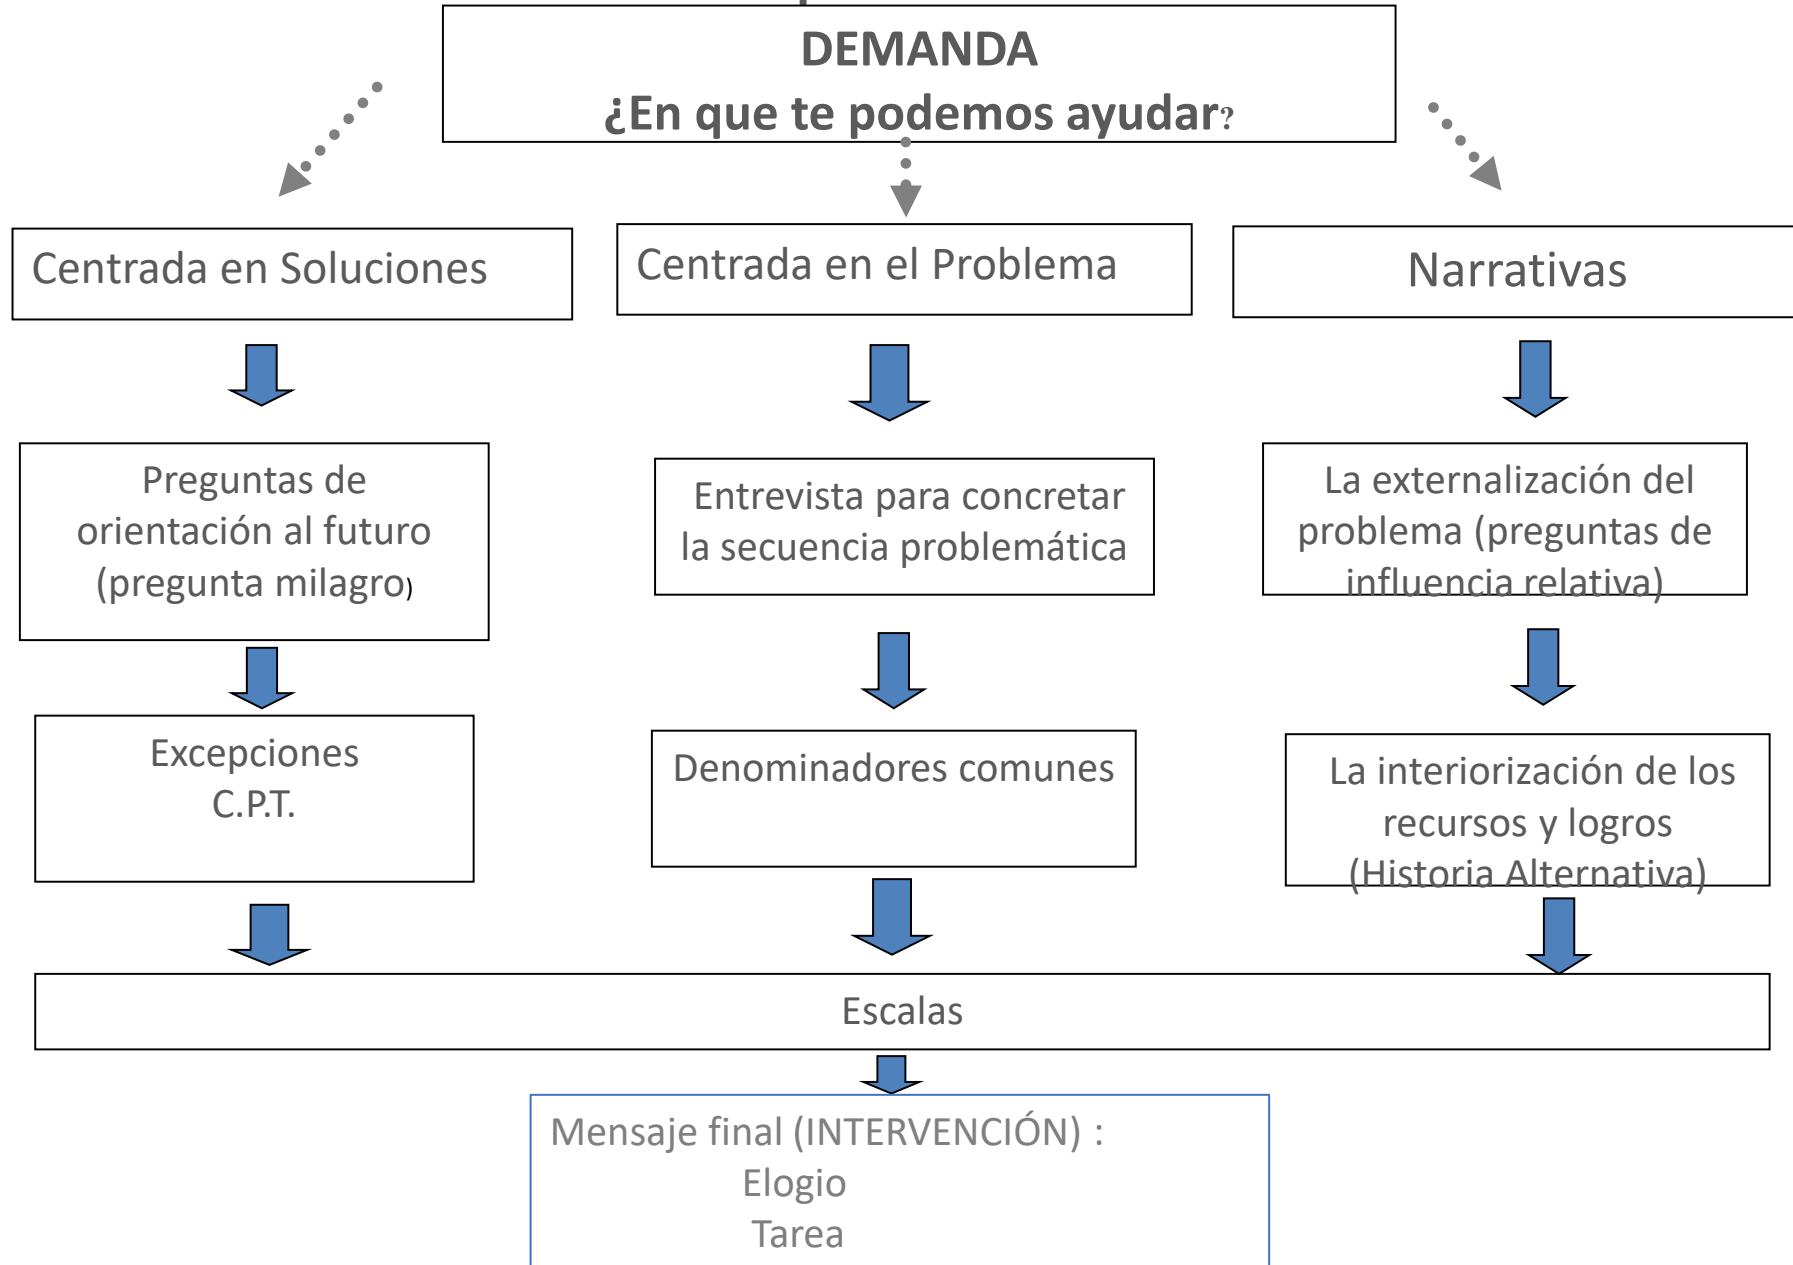 DEMANDA
¿En que te podemos ayudar?
Centrada en Soluciones
Centrada en el Problema
Narrativas
Preguntas de
orientación al futuro
(pregunta milagro)
Entrevista para concretar
la secuencia problemática
La externalización del
problema (preguntas de
influencia relativa)
Excepciones
C.P.T.
Denominadores comunes
La interiorización de los
recursos y logros
(Historia Alternativa)
Escalas
Mensaje final (INTERVENCIÓN) :
Elogio
Tarea